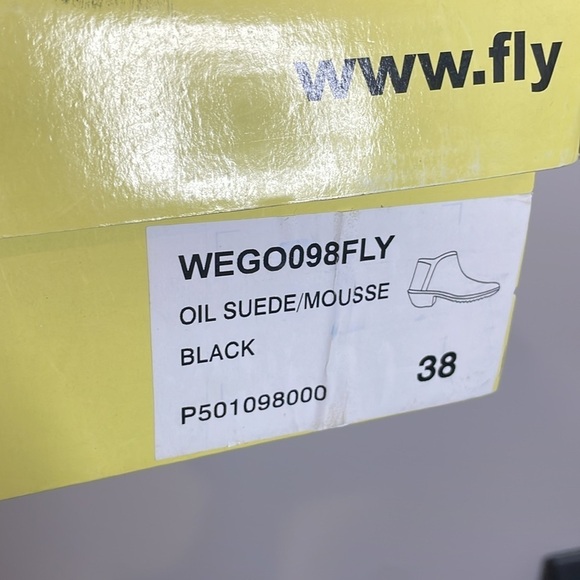 www.fly
WEGO098FLY
OIL SUEDE/MOUSSE
BLACK
38
P501098000